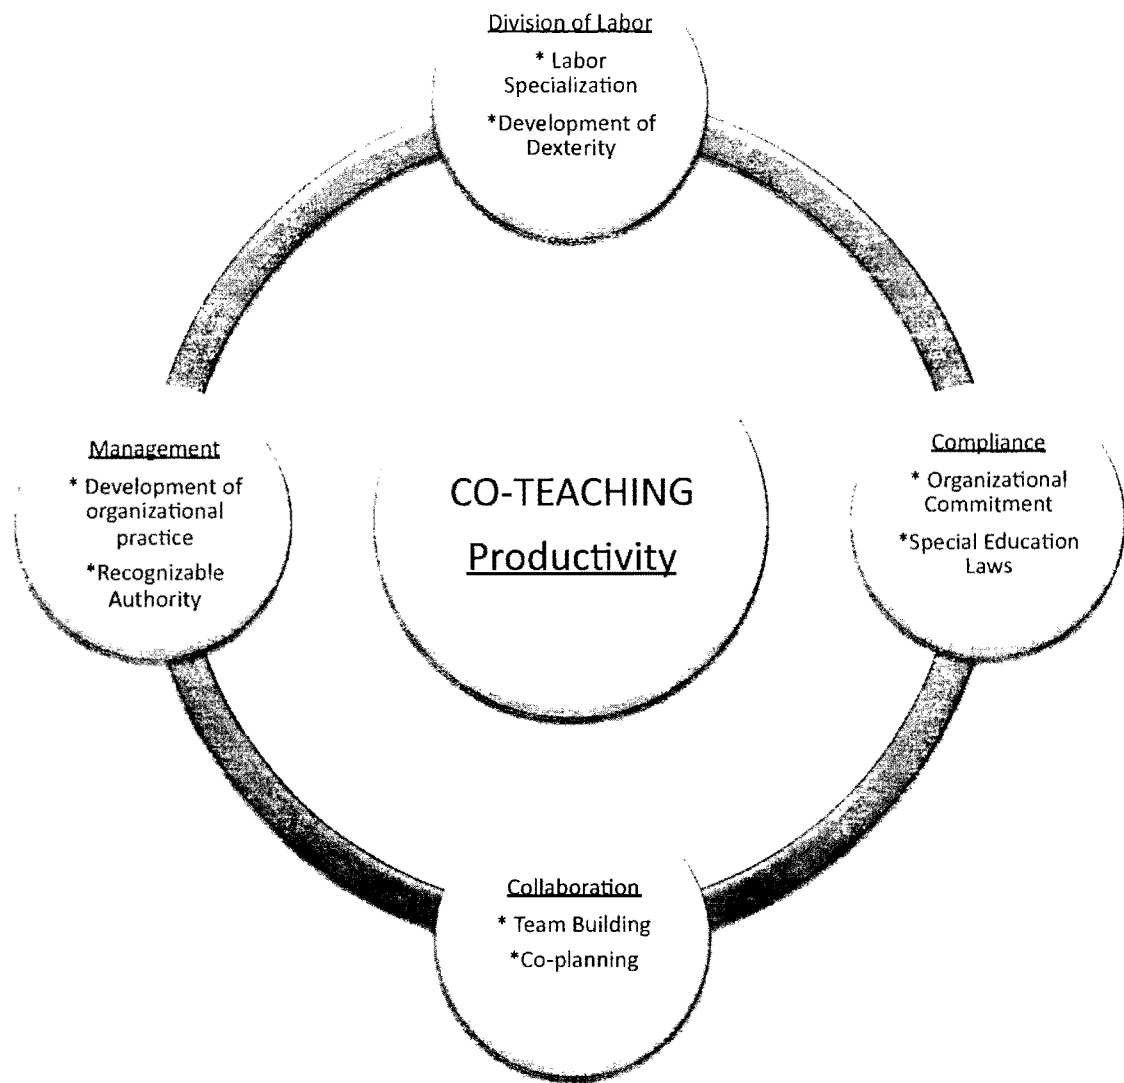 Division of Labor
* Labor
Specialization
*Development of
Dexterity
Management
* Development of
organizational
practice
*Recognizable
Authority
CO-TEACHING
Productivity
Compliance
* Organizational
Commitment
*Special Education
Laws
Collaboration
* Team Building
*Co-planning